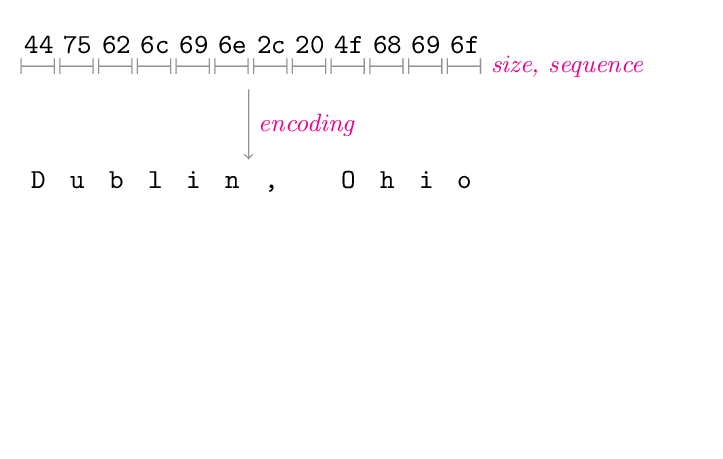 44 75 62 6c 69 6e 2c 20 4f 68 69 6f
size, sequence
encoding
D u b l i n , O h i o